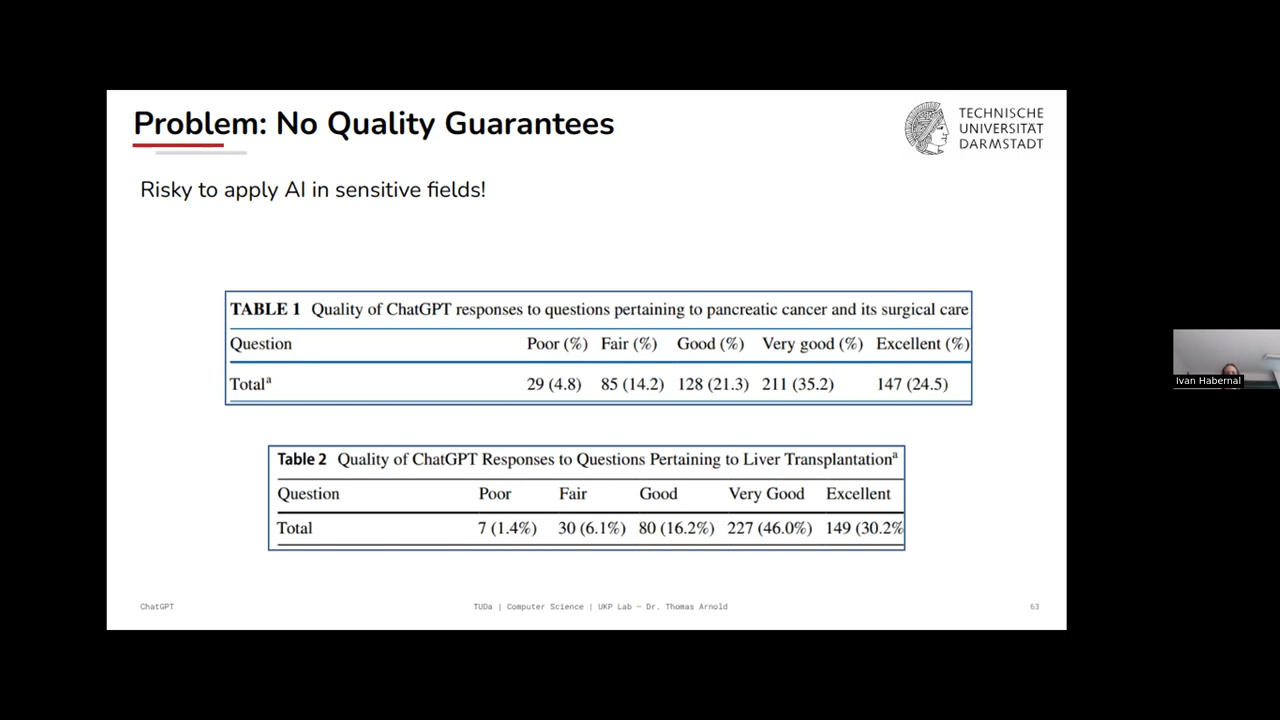 Problem: No Quality Guarantees
TECHNISCHE
UNIVERSITÄT
DARMSTADT
Risky to apply AI in sensitive fields!
TABLE 1 Quality of ChatGPT responses to questions pertaining to pancreatic cancer and its surgical care
Question Poor (%) Fair (%) Good (%) Very good (%) Excellent (%)
Totalᵃ 29 (4.8) 85 (14.2) 128 (21.3) 211 (35.2) 147 (24.5)
Ivan Habernal
Table 2 Quality of ChatGPT Responses to Questions Pertaining to Liver Transplantationᵃ
Question Poor Fair Good Very Good Excellent
Total 7 (1.4%) 30 (6.1%) 80 (16.2%) 227 (46.0%) 149 (30.2%
ChatGPT TUDa | Computer Science | UKP Lab – Dr. Thomas Arnold 63